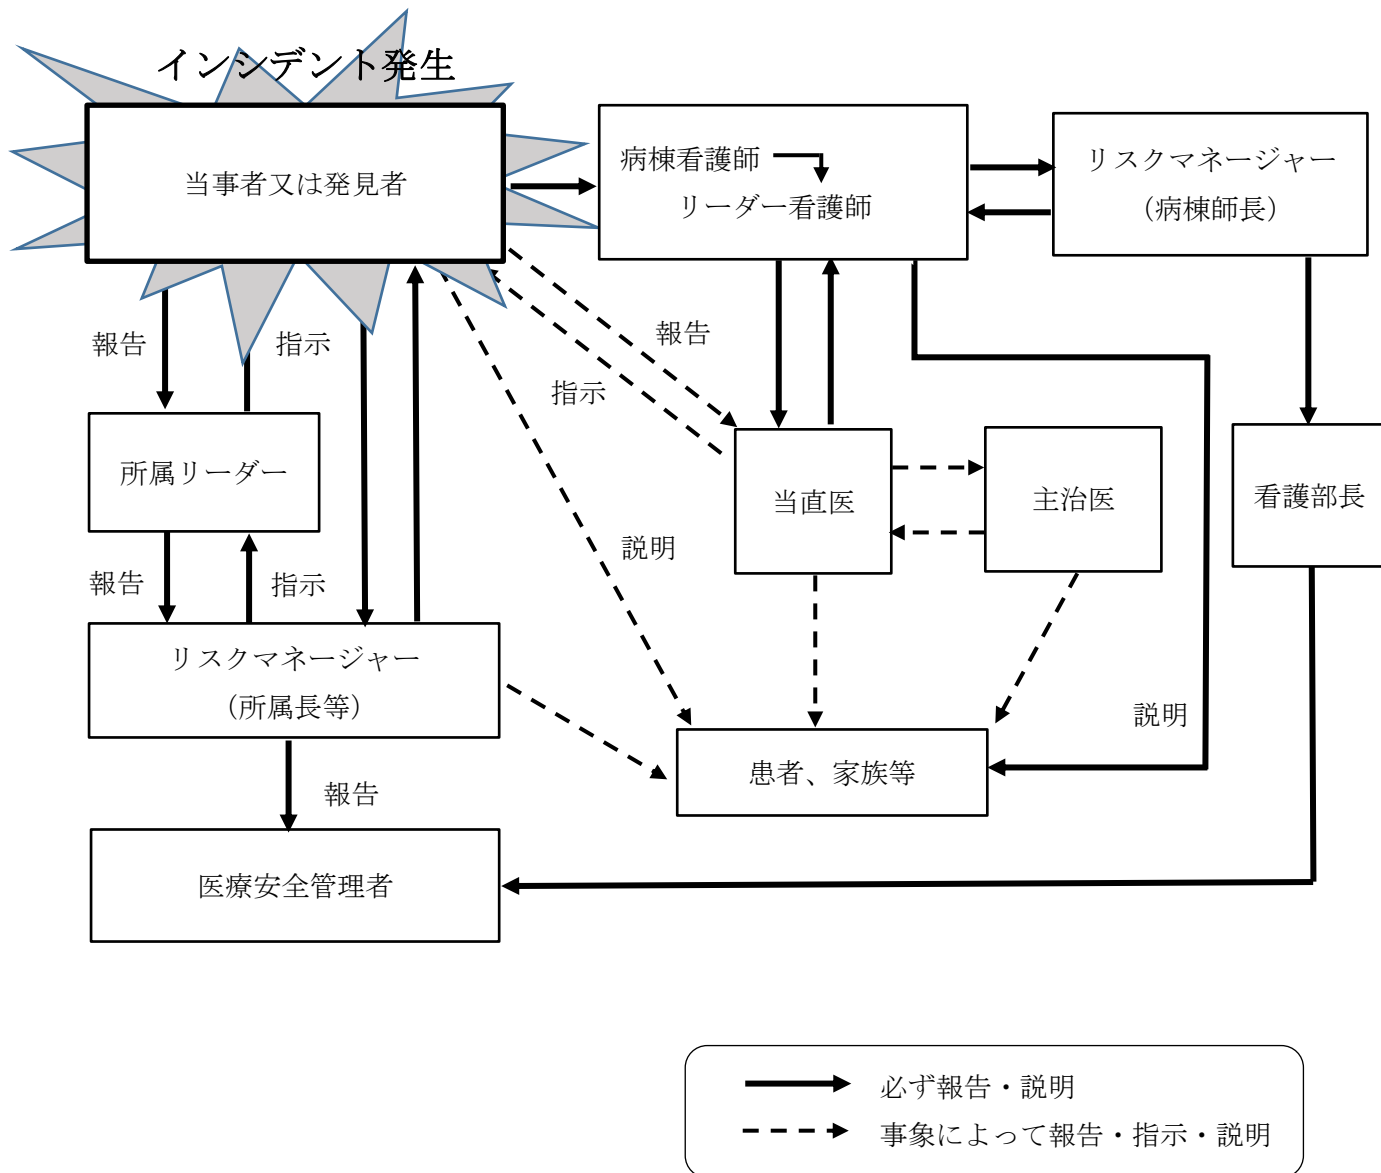 インシデント発生
当事者又は発見者
病棟看護師
リーダー看護師
リスクマネージャー
（病棟師長）
報告
指示
報告
指示
所属リーダー
当直医
主治医
看護部長
説明
報告
指示
リスクマネージャー
（所属長等）
説明
患者、家族等
報告
医療安全管理者
必ず報告・説明
事象によって報告・指示・説明